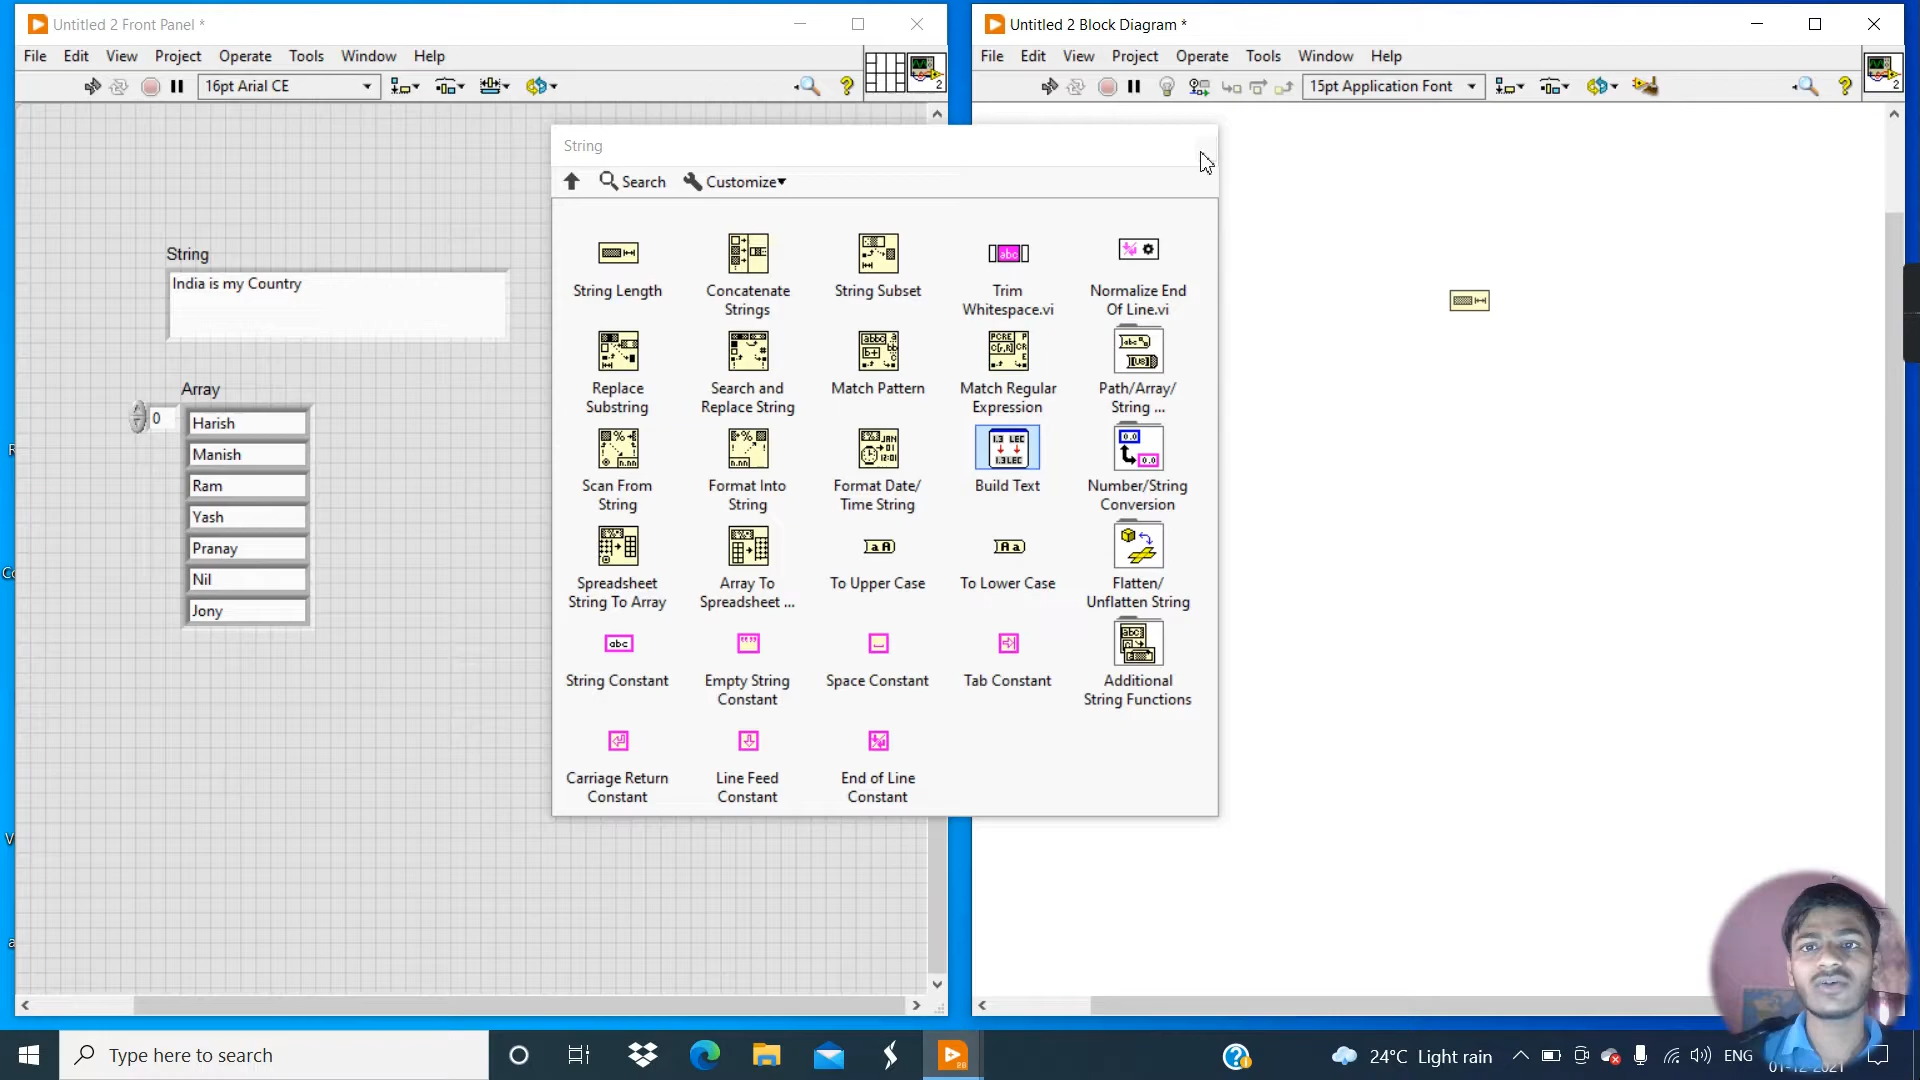 Untitled 2 Front Panel *
File Edit View Project Operate Tools Window Help
16pt Arial CE
Untitled 2 Block Diagram *
File Edit View Project Operate Tools Window Help
15pt Application Font
String
India is my Country
Array
0
Harish
Manish
Ram
Yash
Pranay
Nil
Jony
String
Search Customize
String Length
Concatenate Strings
String Subset
Trim Whitespace.vi
Normalize End Of Line.vi
Replace Substring
Search and Replace String
Match Pattern
Match Regular Expression
Path/Array/ String ...
Scan From String
Format Into String
Format Date/ Time String
Build Text
Number/String Conversion
Spreadsheet String To Array
Array To Spreadsheet ...
To Upper Case
To Lower Case
Flatten/ Unflatten String
String Constant
Empty String Constant
Space Constant
Tab Constant
Additional String Functions
Carriage Return Constant
Line Feed Constant
End of Line Constant
Type here to search
24°C Light rain
ENG
01-12-2021